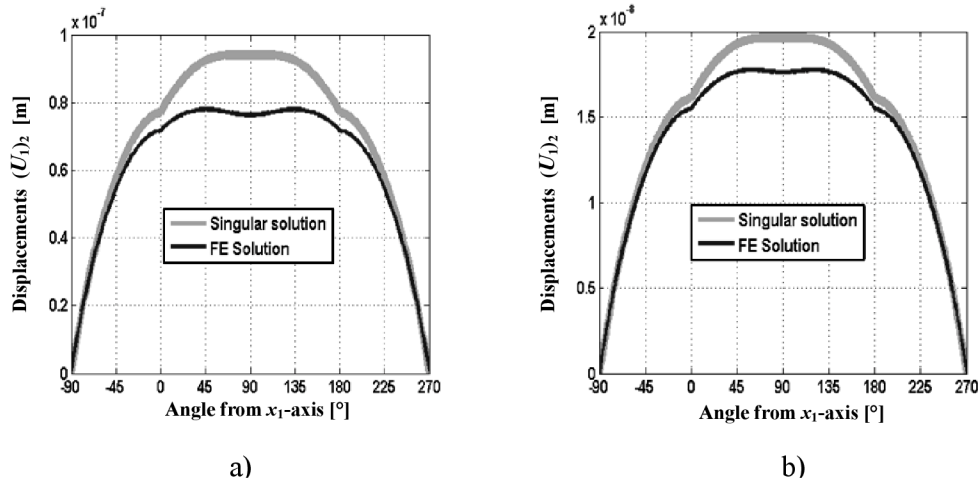 x 10⁻⁷
1
0.8
0.6
0.4
0.2
0
Displacements (U₁)₂ [m]
Singular solution
FE Solution
-90 -45 0 45 90 135 180 225 270
Angle from x₁-axis [°]
a)
x 10⁻⁸
2
1.5
1
0.5
0
Displacements (U₁)₂ [m]
Singular solution
FE Solution
-90 -45 0 45 90 135 180 225 270
Angle from x₁-axis [°]
b)